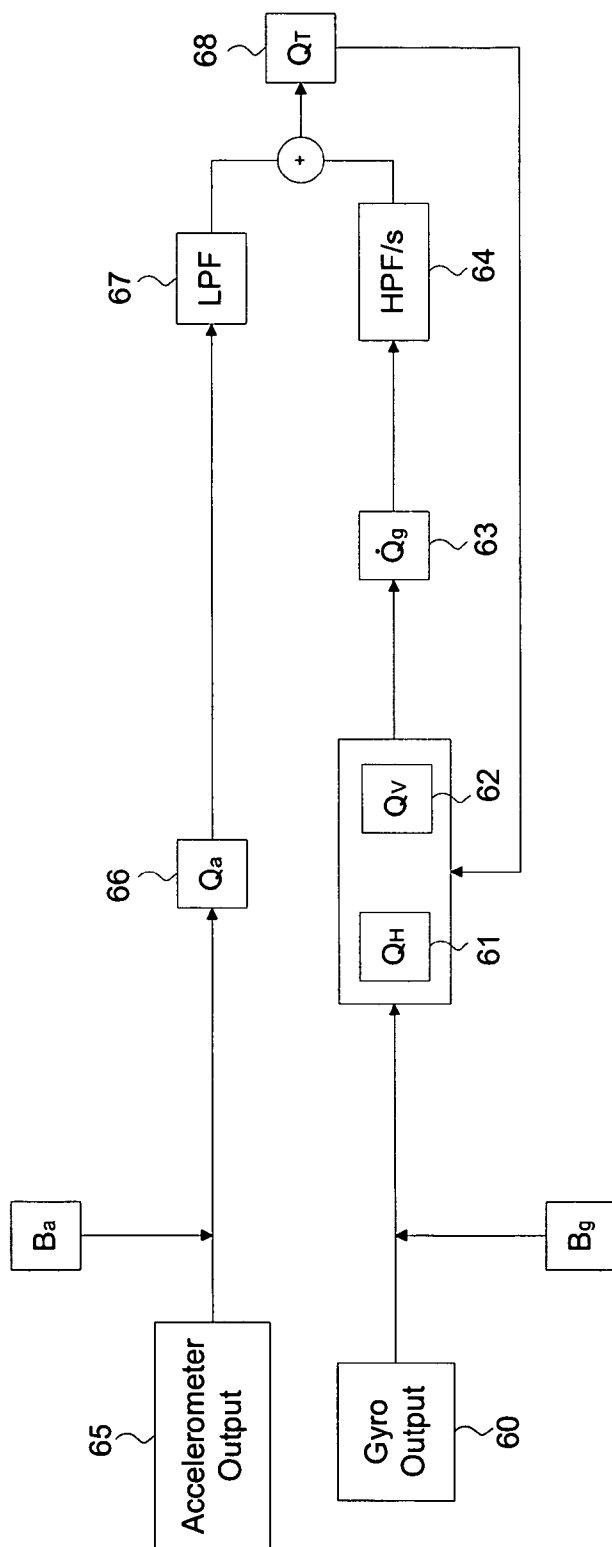 65
Accelerometer
Output
Ba
66
Qa
67
LPF
+
68
QT
60
Gyro
Output
Bg
QH
61
QV
62
Q̇g
63
HPF/s
64